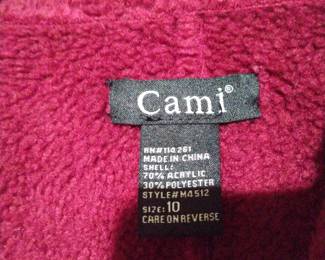 Cami®
RN#114261
MADE IN CHINA
SHELL:
70% ACRYLIC
30% POLYESTER
STYLE#M4512
SIZE: 10
CARE ON REVERSE